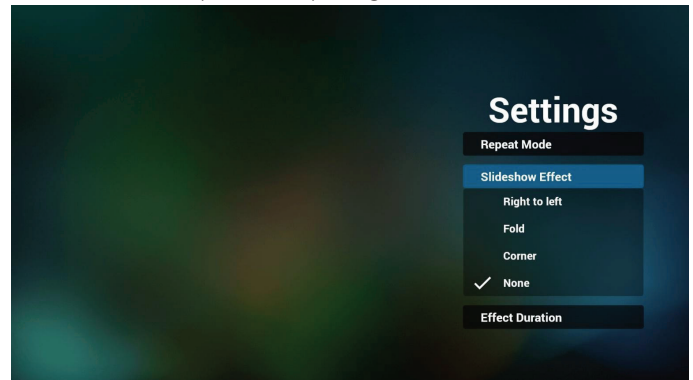 Settings
Repeat Mode
Slideshow Effect
Right to left
Fold
Corner
None
Effect Duration